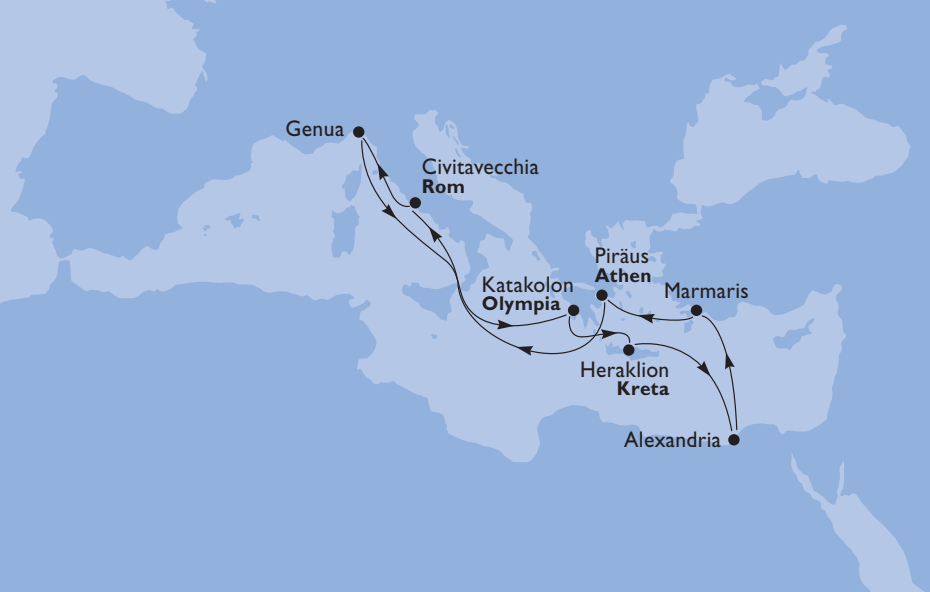 Genua
Civitavecchia
Rom
Piräus
Athen
Katakolon
Olympia
Marmaris
Heraklion
Kreta
Alexandria